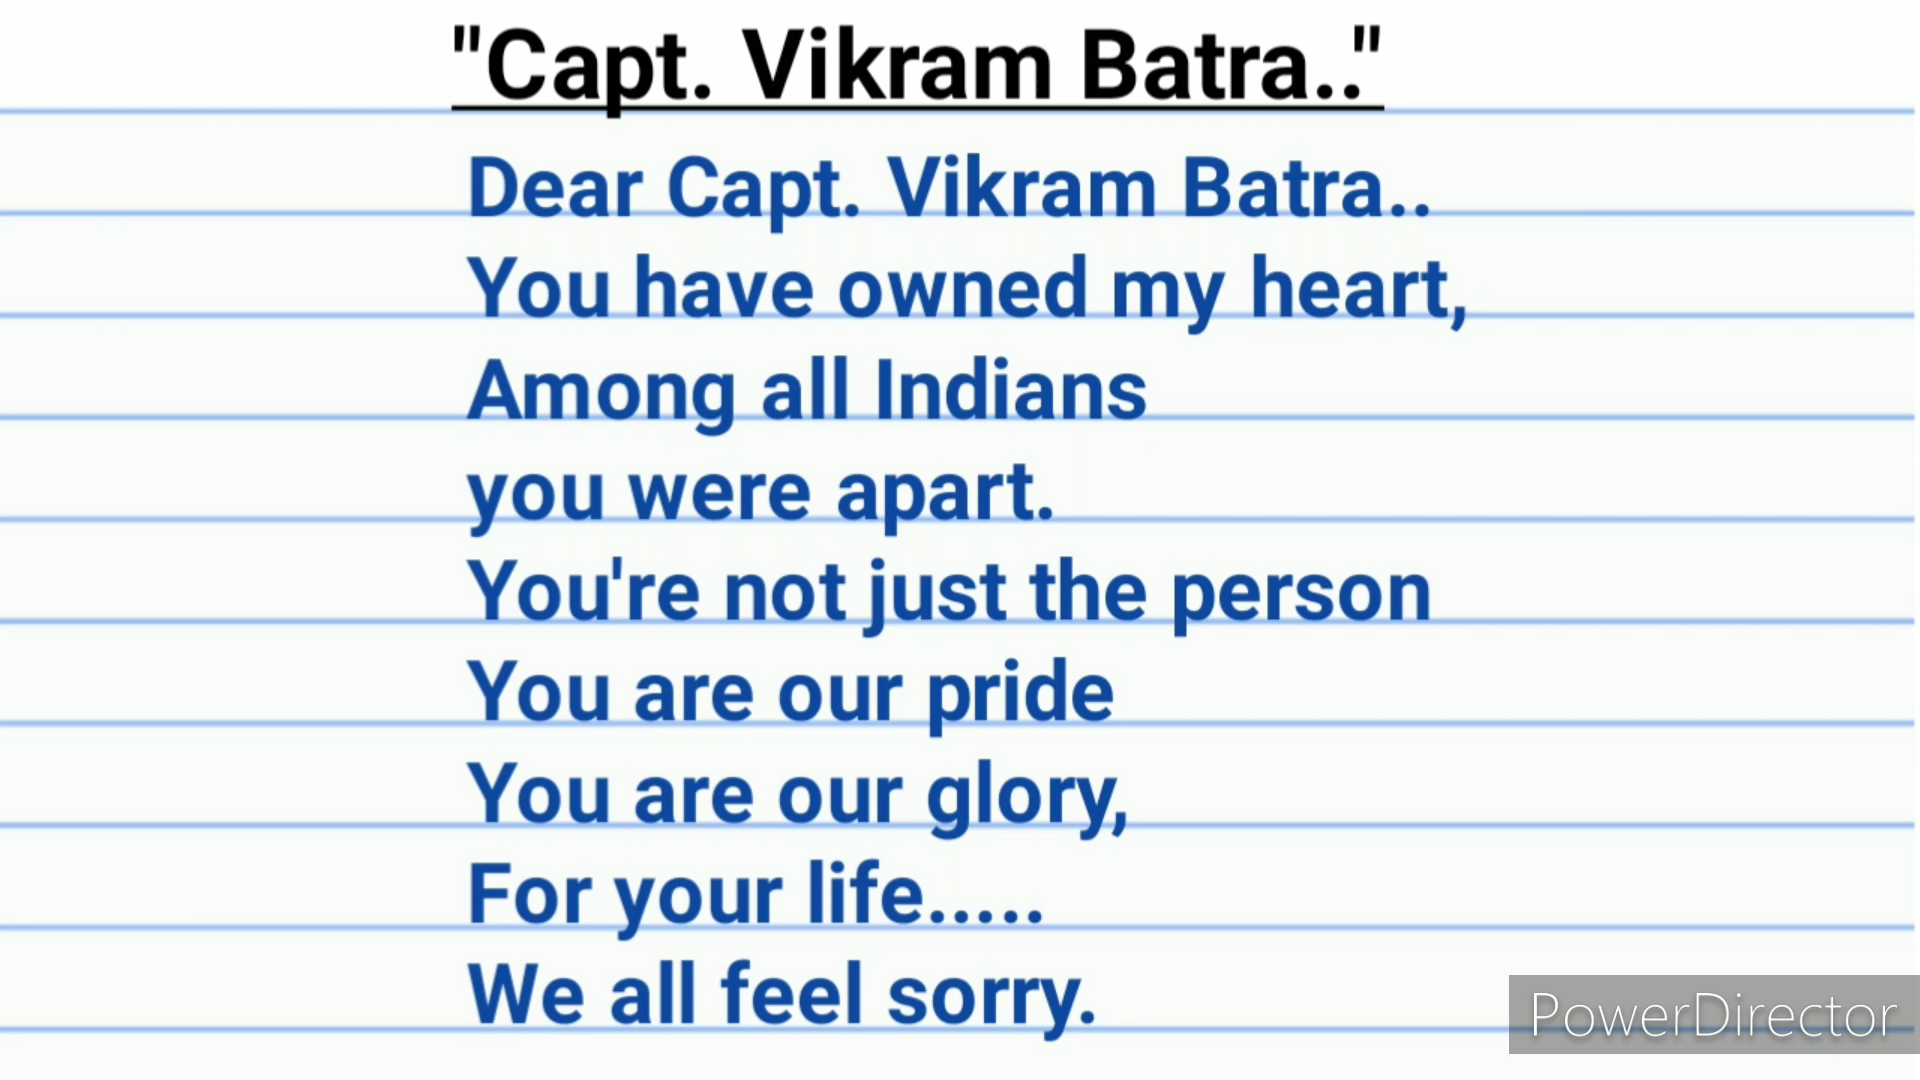 "Capt. Vikram Batra.."
Dear Capt. Vikram Batra..
You have owned my heart,
Among all Indians
you were apart.
You're not just the person
You are our pride
You are our glory,
For your life.....
We all feel sorry.
PowerDirector